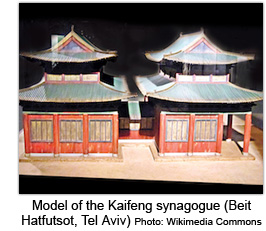 Model of the Kaifeng synagogue (Beit
Hatfutsot, Tel Aviv) Photo: Wikimedia Commons